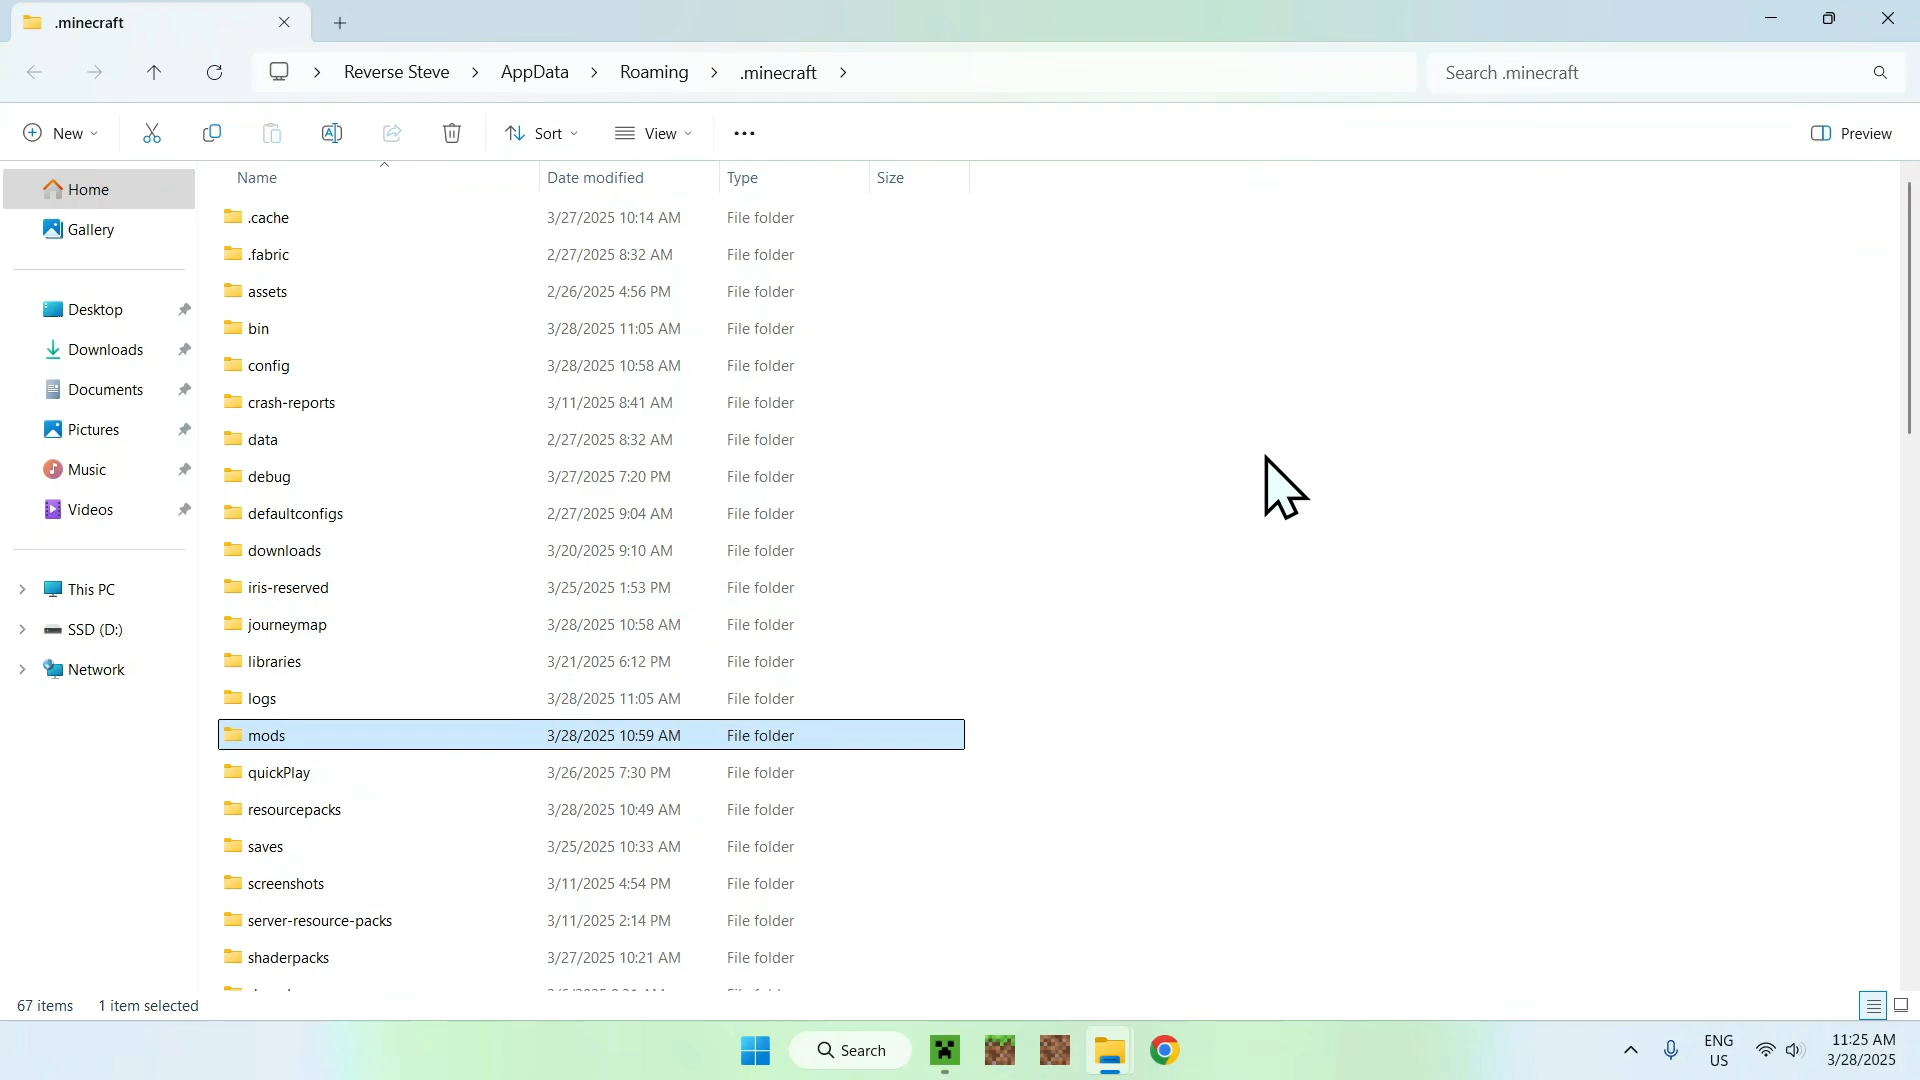 .minecraft
Reverse Steve AppData Roaming .minecraft
Search .minecraft
New Sort View Preview
Name Date modified Type Size
Home
Gallery
Desktop
Downloads
Documents
Pictures
Music
Videos
This PC
SSD (D:)
Network
.cache 3/27/2025 10:14 AM File folder
.fabric 2/27/2025 8:32 AM File folder
assets 2/26/2025 4:56 PM File folder
bin 3/28/2025 11:05 AM File folder
config 3/28/2025 10:58 AM File folder
crash-reports 3/11/2025 8:41 AM File folder
data 2/27/2025 8:32 AM File folder
debug 3/27/2025 7:20 PM File folder
defaultconfigs 2/27/2025 9:04 AM File folder
downloads 3/20/2025 9:10 AM File folder
iris-reserved 3/25/2025 1:53 PM File folder
journeymap 3/28/2025 10:58 AM File folder
libraries 3/21/2025 6:12 PM File folder
logs 3/28/2025 11:05 AM File folder
mods 3/28/2025 10:59 AM File folder
quickPlay 3/26/2025 7:30 PM File folder
resourcepacks 3/28/2025 10:49 AM File folder
saves 3/25/2025 10:33 AM File folder
screenshots 3/11/2025 4:54 PM File folder
server-resource-packs 3/11/2025 2:14 PM File folder
shaderpacks 3/27/2025 10:21 AM File folder
67 items 1 item selected
Search
ENG
US
11:25 AM
3/28/2025